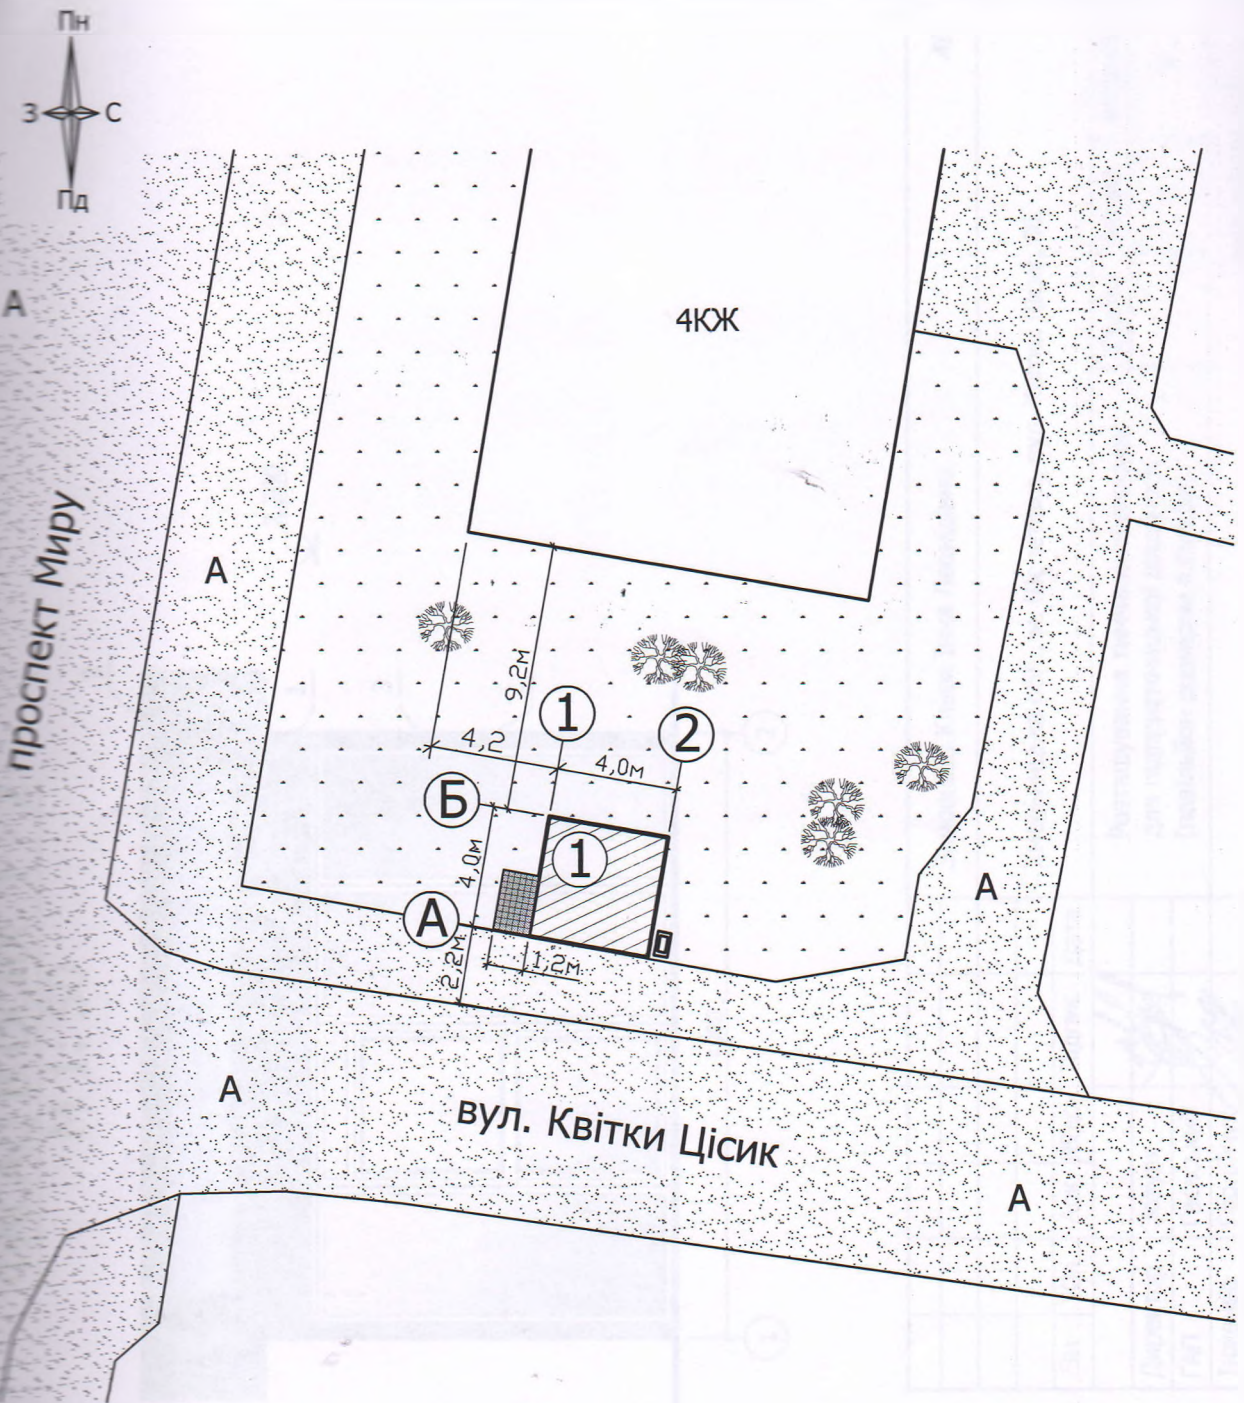 Пн
З С
Пд
А
4КЖ
проспект Миру
А
9,2м
1
2
4,2
4,0м
Б
4,0м
1
А
А
2,2м
1,2м
А
вул. Квітки Цісик
А